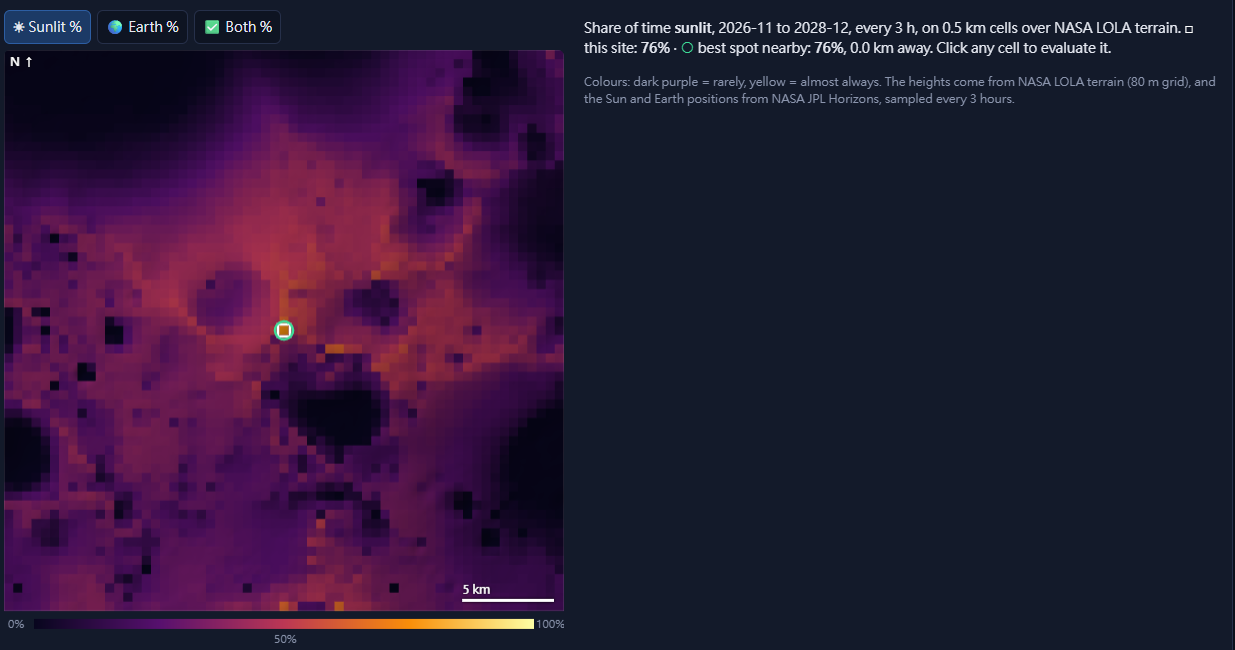 ☀ Sunlit %
🌍 Earth %
✅ Both %
Share of time sunlit, 2026-11 to 2028-12, every 3 h, on 0.5 km cells over NASA LOLA terrain. □
this site: 76% · ○ best spot nearby: 76%, 0.0 km away. Click any cell to evaluate it.
Colours: dark purple = rarely, yellow = almost always. The heights come from NASA LOLA terrain (80 m grid), and
the Sun and Earth positions from NASA JPL Horizons, sampled every 3 hours.
N ↑
5 km
0%
100%
50%